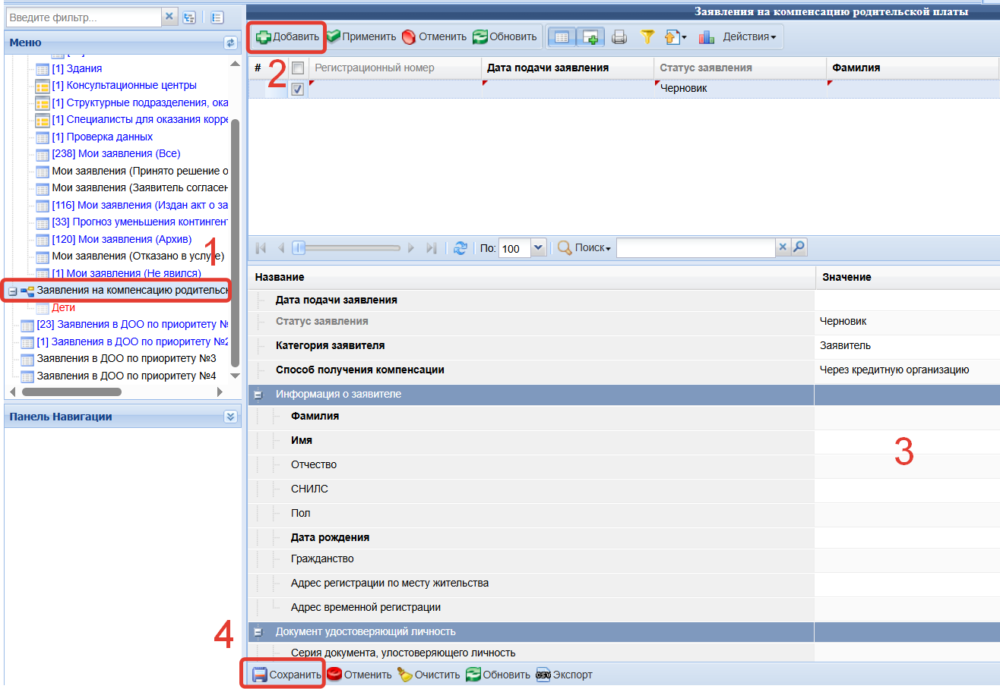 Заявления на компенсацию родительской платы
Введите фильтр...
Меню
[1] Здания
[1] Консультационные центры
[1] Структурные подразделения, ока
[1] Специалисты для оказания корре
[1] Проверка данных
[238] Мои заявления (Все)
Мои заявления (Принято решение о
Мои заявления (Заявитель согласен
[116] Мои заявления (Издан акт о за
[33] Прогноз уменьшения контингент
[120] Мои заявления (Архив)
Мои заявления (Отказано в услуге)
[1] Мои заявления (Не явился)
1
Заявления на компенсацию родительск
Дети
[23] Заявления в ДОО по приоритету №
[1] Заявления в ДОО по приоритету №2
Заявления в ДОО по приоритету №3
Заявления в ДОО по приоритету №4
Панель Навигации
Добавить Применить Отменить Обновить Действия
2
# Регистрационный номер Дата подачи заявления Статус заявления Фамилия
Черновик
По: 100 Поиск
Название Значение
Дата подачи заявления
Статус заявления Черновик
Категория заявителя Заявитель
Способ получения компенсации Через кредитную организацию
Информация о заявителе
Фамилия
Имя
3
Отчество
СНИЛС
Пол
Дата рождения
Гражданство
Адрес регистрации по месту жительства
Адрес временной регистрации
Документ удостоверяющий личность
4
Серия документа, улостоверяющего личность
Сохранить Отменить Очистить Обновить CSV Экспорт